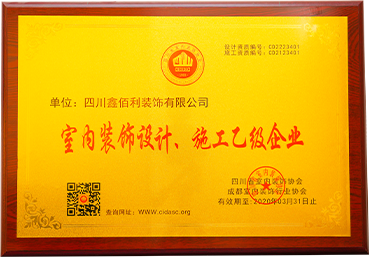 CDIDAEC
设计资质编号：CD2223491
施工资质编号：CD2123401
单位：四川鑫佰利装饰有限公司
室内装饰设计、施工乙级企业
四川省室内装饰协会
成都室内装饰行业协会
有效期至2020年03月31日止
查询网址：www.cidasc.org